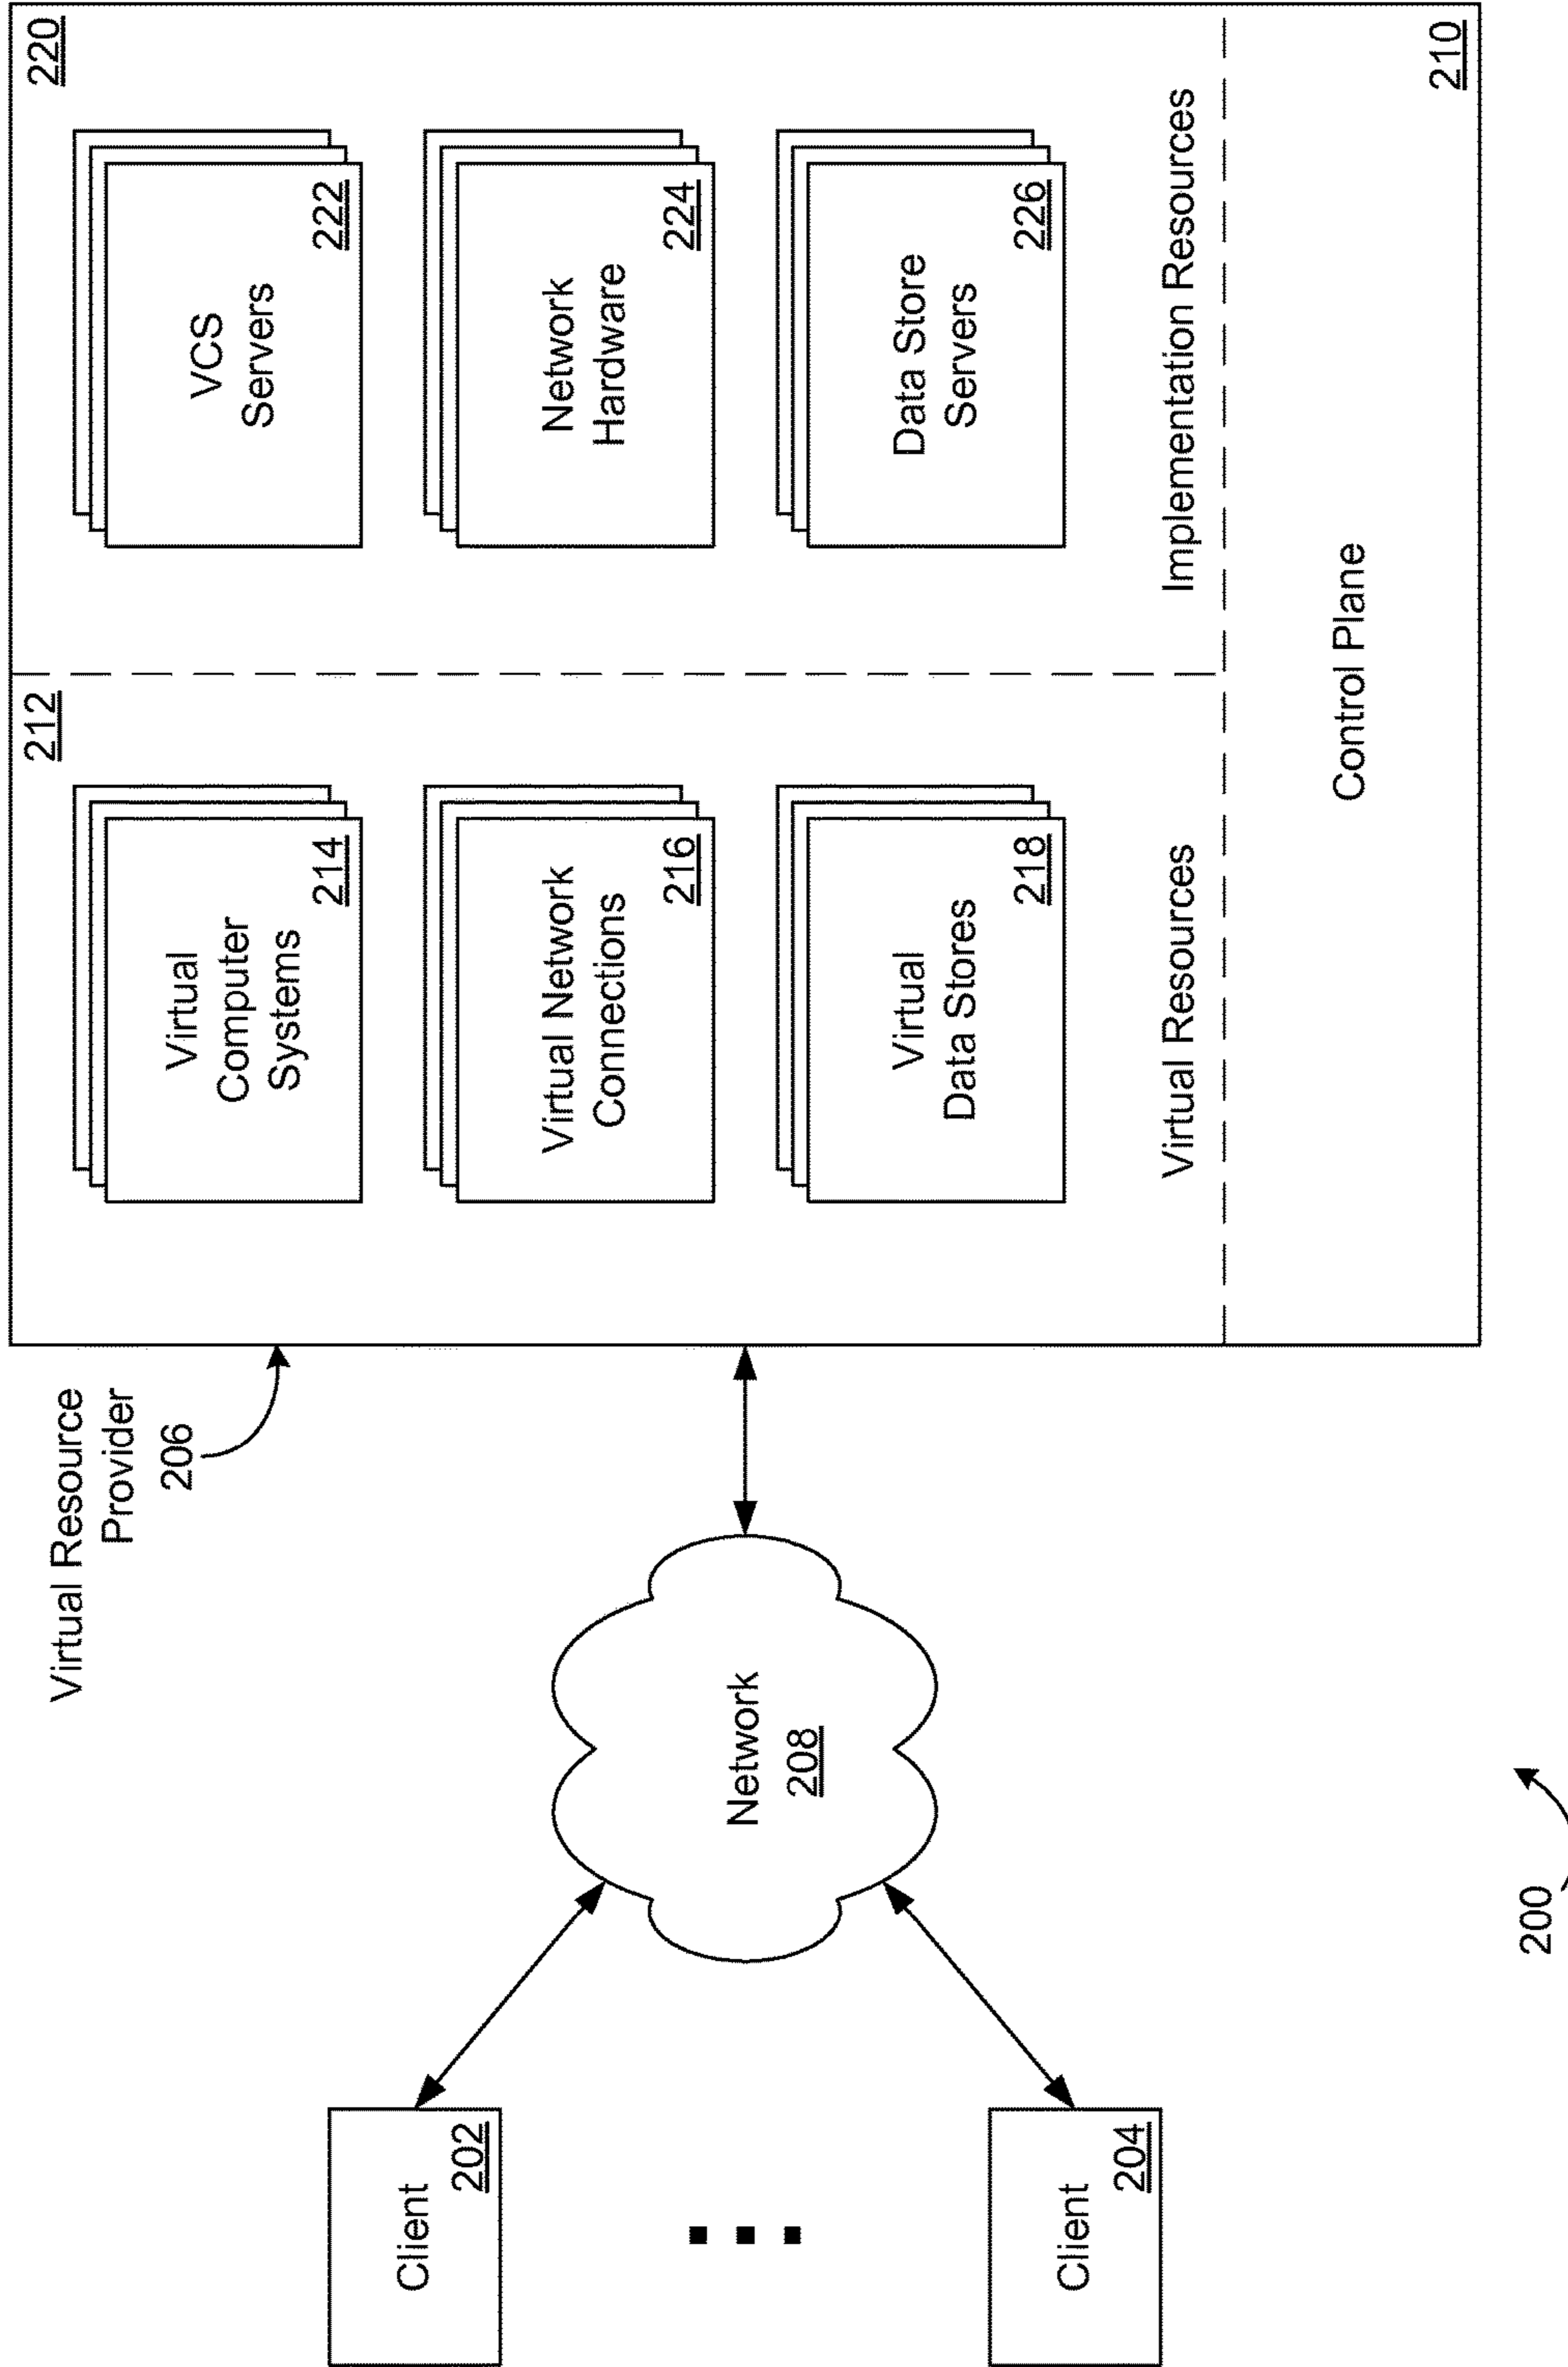 Virtual Resource
Provider
206
212
220
Virtual
Computer
Systems
214
VCS
Servers
222
Virtual Network
Connections
216
Network
Hardware
224
Virtual
Data Stores
218
Data Store
Servers
226
Virtual Resources
Implementation Resources
Control Plane
210
Client
202
Network
208
Client
204
200